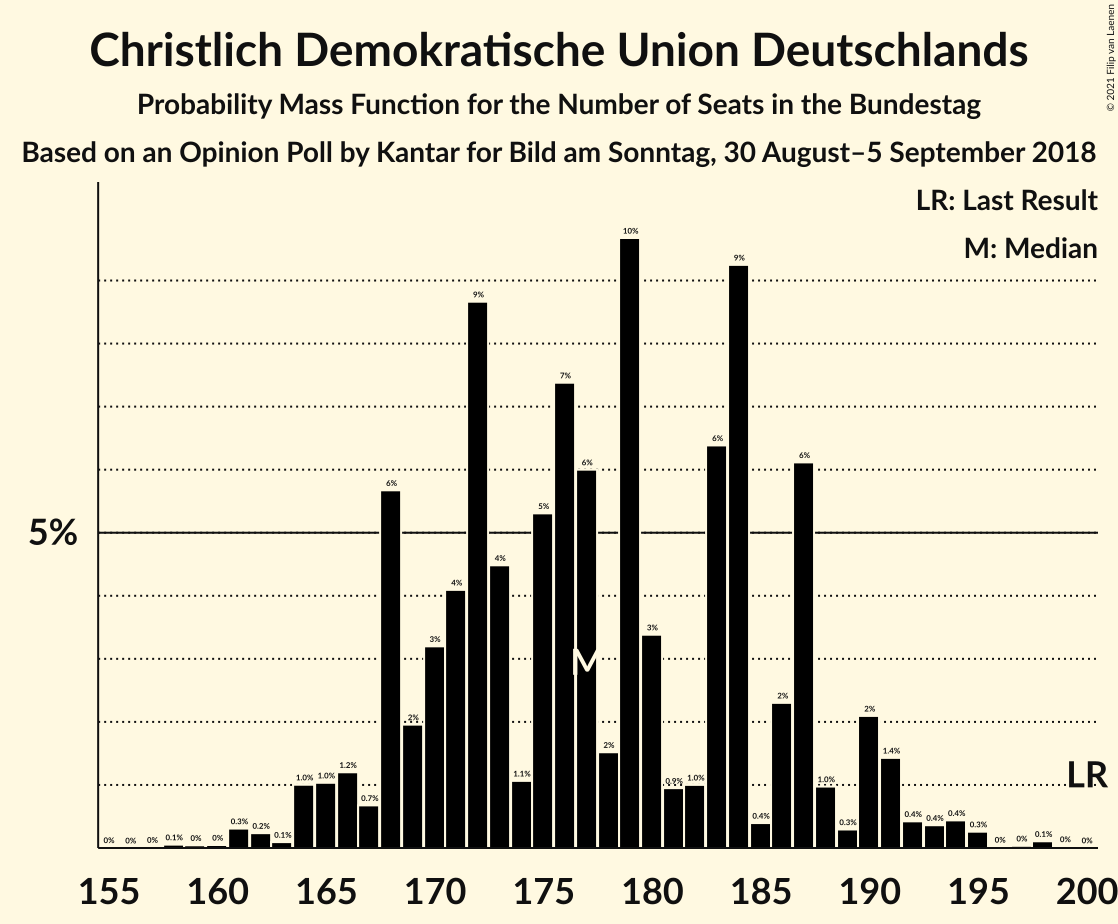 Christlich Demokratische Union Deutschlands
Probability Mass Function for the Number of Seats in the Bundestag
Based on an Opinion Poll by Kantar for Bild am Sonntag, 30 August–5 September 2018
© 2021 Filip van Laenen
LR: Last Result
M: Median
5%
0% 0% 0% 0.1% 0% 0% 0.3% 0.2% 0.1% 1.0% 1.0% 1.2% 0.7% 6% 2% 3% 4% 9% 4% 1.1% 5% 7% 6% 2% 10% 3% 0.9% 1.0% 6% 9% 0.4% 2% 6% 1.0% 0.3% 2% 1.4% 0.4% 0.4% 0.4% 0.3% 0% 0% 0.1% 0% 0%
M
LR
155 160 165 170 175 180 185 190 195 200